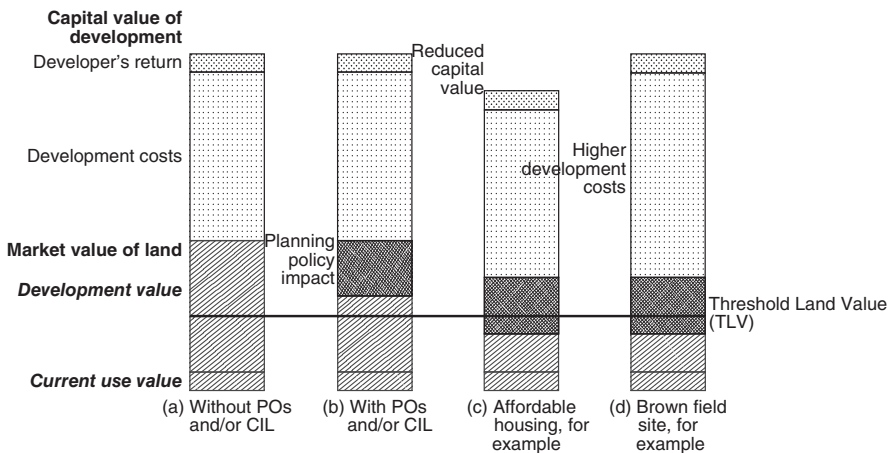 Capital value of
development
Developer's return
Development costs
Market value of land
Development value
Current use value
Planning
policy
impact
Reduced
capital
value
Higher
development
costs
Threshold Land Value
(TLV)
(a) Without POs
and/or CIL
(b) With POs
and/or CIL
(c) Affordable
housing, for
example
(d) Brown field
site, for
example